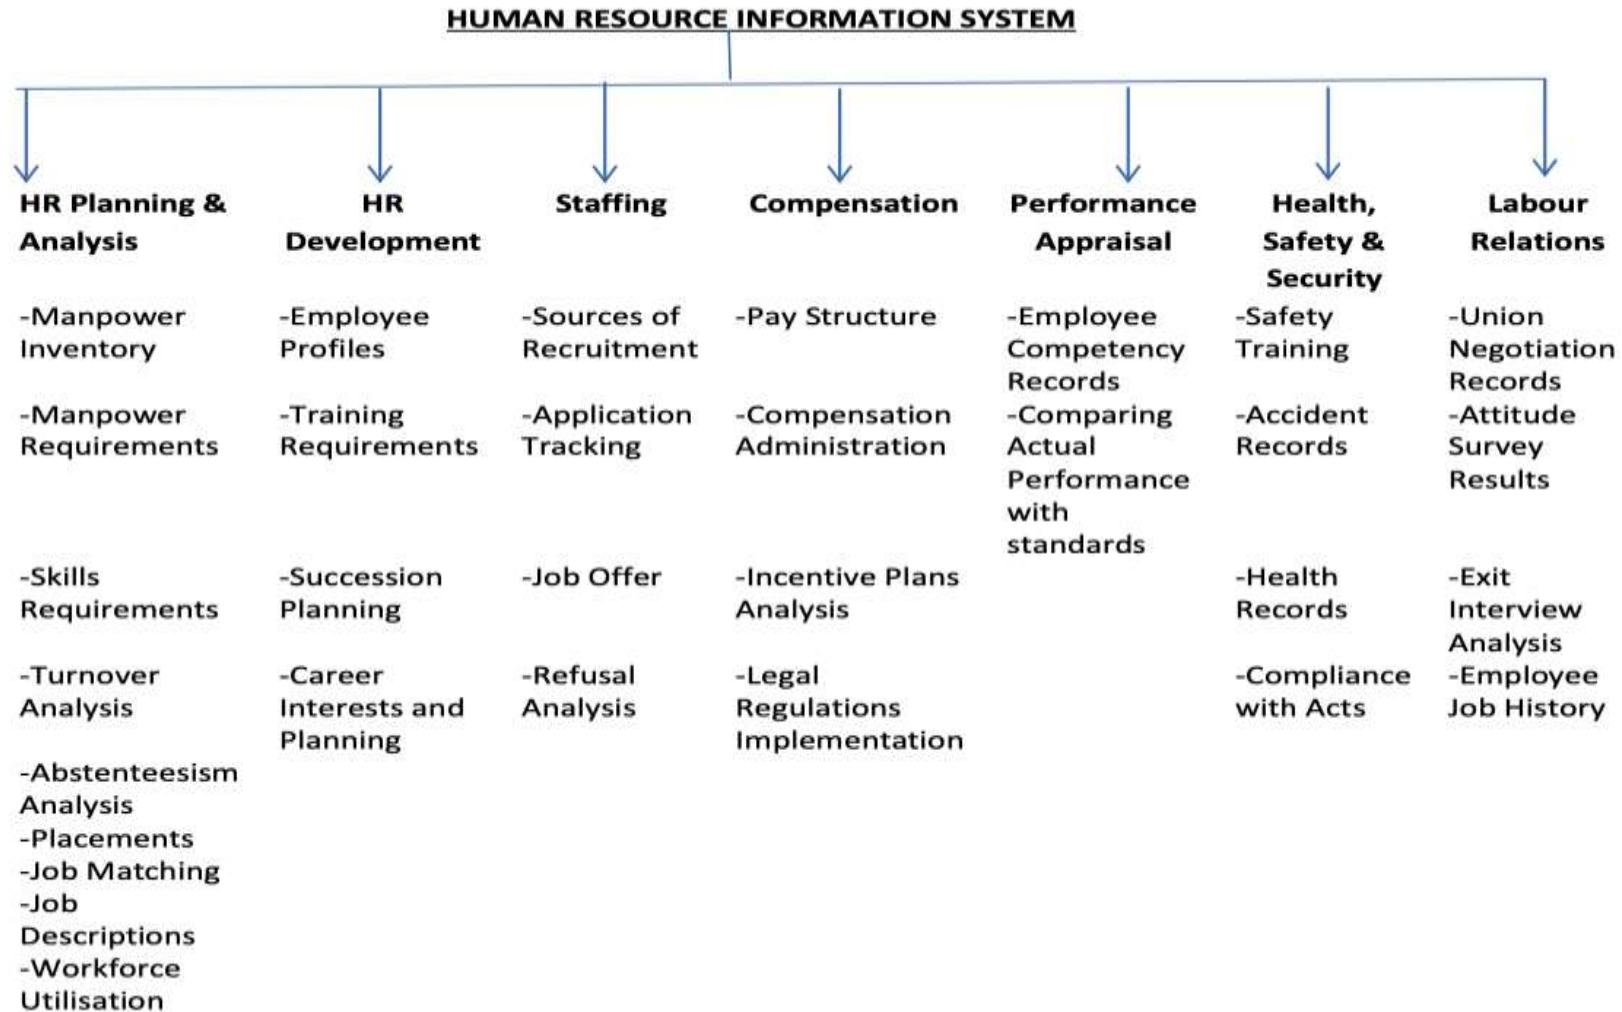 HUMAN RESOURCE INFORMATION SYSTEM
HR Planning &
Analysis
-Manpower
Inventory
-Manpower
Requirements
-Skills
Requirements
-Turnover
Analysis
-Abstenteesism
Analysis
-Placements
-Job Matching
-Job
Descriptions
-Workforce
Utilisation
HR
Development
-Employee
Profiles
-Training
Requirements
-Succession
Planning
-Career
Interests and
Planning
Staffing
-Sources of
Recruitment
-Application
Tracking
-Job Offer
-Refusal
Analysis
Compensation
-Pay Structure
-Compensation
Administration
-Incentive Plans
Analysis
-Legal
Regulations
Implementation
Performance
Appraisal
-Employee
Competency
Records
-Comparing
Actual
Performance
with
standards
Health,
Safety &
Security
-Safety
Training
-Accident
Records
-Health
Records
-Compliance
with Acts
Labour
Relations
-Union
Negotiation
Records
-Attitude
Survey
Results
-Exit
Interview
Analysis
-Employee
Job History